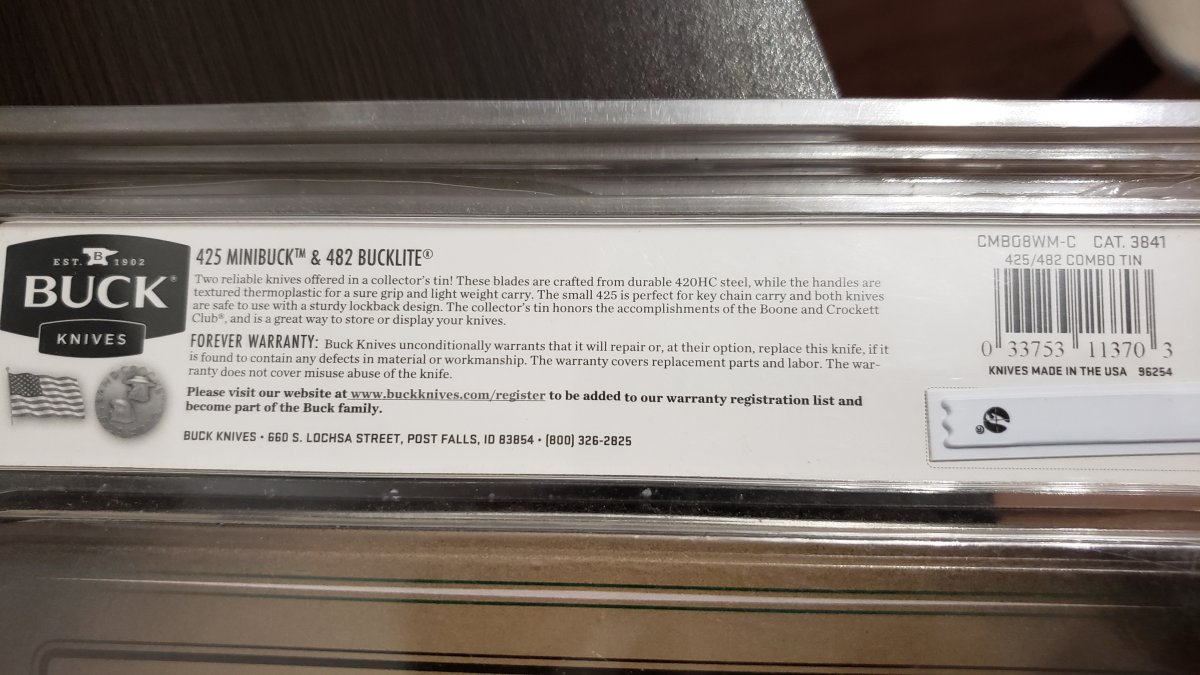 EST. B 1902
BUCK®
KNIVES
425 MINIBUCK™ & 482 BUCKLITE®
Two reliable knives offered in a collector's tin! These blades are crafted from durable 420HC steel, while the handles are
textured thermoplastic for a sure grip and light weight carry. The small 425 is perfect for key chain carry and both knives
are safe to use with a sturdy lockback design. The collector's tin honors the accomplishments of the Boone and Crockett
Club®, and is a great way to store or display your knives.
FOREVER WARRANTY: Buck Knives unconditionally warrants that it will repair or, at their option, replace this knife, if it
is found to contain any defects in material or workmanship. The warranty covers replacement parts and labor. The war-
ranty does not cover misuse abuse of the knife.
Please visit our website at www.buckknives.com/register to be added to our warranty registration list and
become part of the Buck family.
BUCK KNIVES • 660 S. LOCHSA STREET, POST FALLS, ID 83854 • (800) 326-2825
CMBG8WM-C CAT. 3841
425/482 COMBO TIN
0 33753 11370 3
KNIVES MADE IN THE USA 96254